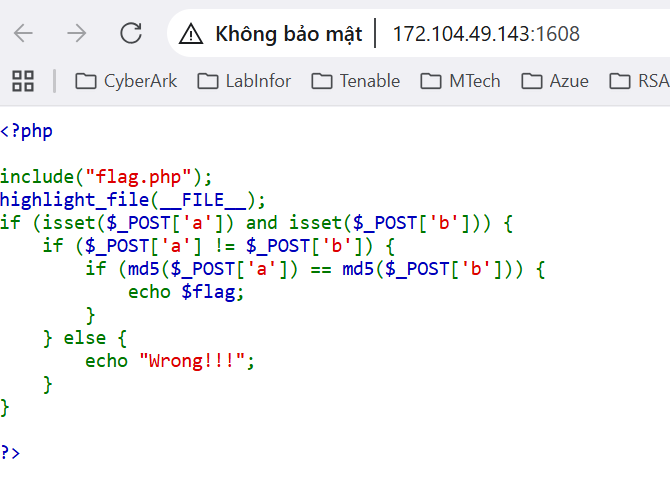 Không bảo mật 172.104.49.143:1608
CyberArk LabInfor Tenable MTech Azue RSA
<?php
include("flag.php");
highlight_file(__FILE__);
if (isset($_POST['a']) and isset($_POST['b'])) {
    if ($_POST['a'] != $_POST['b']) {
        if (md5($_POST['a']) == md5($_POST['b'])) {
            echo $flag;
        }
    } else {
        echo "Wrong!!!";
    }
}
?>